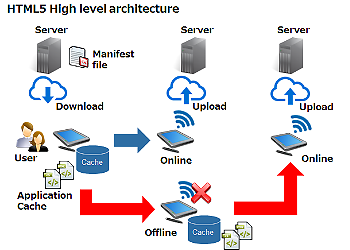 HTML5 High level architecture
Server
Server
Server
Manifest
file
Download
Upload
Upload
User
Cache
Online
Online
Application
Cache
Offline
Cache